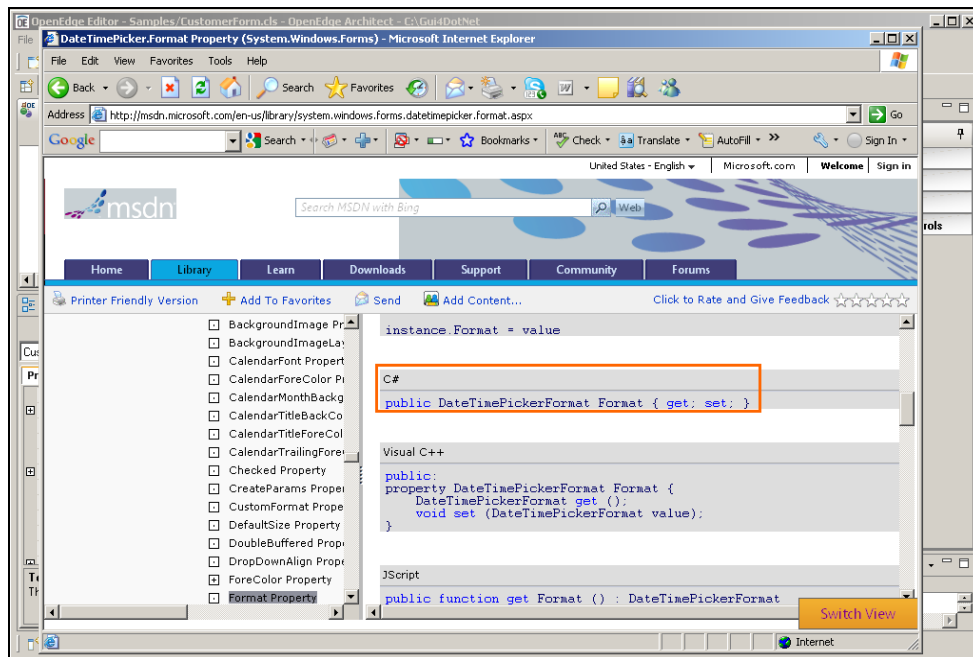 OpenEdge Editor - Samples/CustomerForm.cls - OpenEdge Architect - C:\Gui4DotNet
File
DateTimePicker.Format Property (System.Windows.Forms) - Microsoft Internet Explorer
File Edit View Favorites Tools Help
Back Search Favorites
Address http://msdn.microsoft.com/en-us/library/system.windows.forms.datetimepicker.format.aspx Go
Google Search Bookmarks Check Translate AutoFill Sign In
United States - English Microsoft.com Welcome Sign in
msdn Search MSDN with Bing Web
rols
Home Library Learn Downloads Support Community Forums
Printer Friendly Version Add To Favorites Send Add Content... Click to Rate and Give Feedback
BackgroundImage Pr
instance.Format = value
BackgroundImageLay
Cus
CalendarFont Propert
Pr
CalendarForeColor Pr
C#
CalendarMonthBackg
public DateTimePickerFormat Format { get; set; }
CalendarTitleBackCo
CalendarTitleForeCol
CalendarTrailingFore
Visual C++
Checked Property
public:
CreateParams Proper
property DateTimePickerFormat Format {
CustomFormat Prope
DateTimePickerFormat get ();
DefaultSize Property
void set (DateTimePickerFormat value);
}
DoubleBuffered Prop
DropDownAlign Prope
ForeColor Property
JScript
Format Property
public function get Format () : DateTimePickerFormat
Switch View
Internet